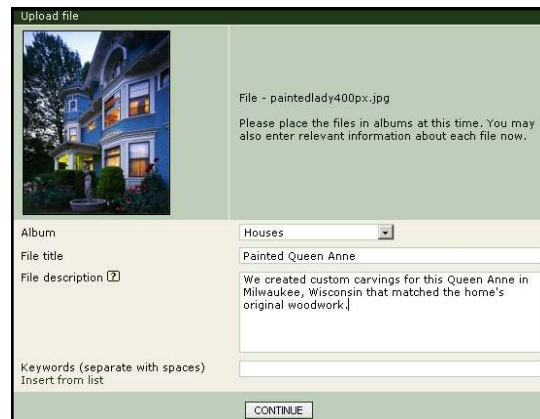 Upload file
File - paintedlady400px.jpg
Please place the files in albums at this time. You may
also enter relevant information about each file now.
Album
Houses
File title
Painted Queen Anne
File description [?]
We created custom carvings for this Queen Anne in
Milwaukee, Wisconsin that matched the home's
original woodwork.
Keywords (separate with spaces)
Insert from list
CONTINUE